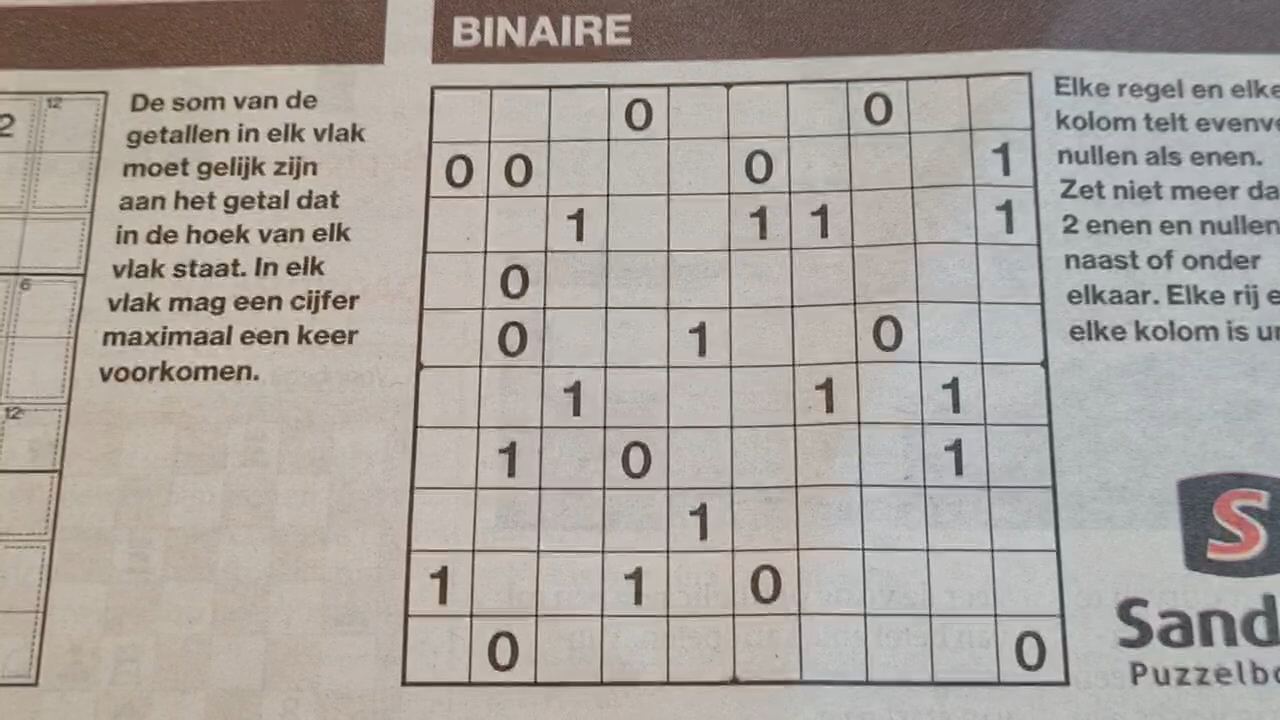 BINAIRE
2 12
6
12
De som van de
getallen in elk vlak
moet gelijk zijn
aan het getal dat
in de hoek van elk
vlak staat. In elk
vlak mag een cijfer
maximaal een keer
voorkomen.
0 0
0 0 0 1
1 1 1 1
0
0 1 0
1 1 1
1 0 1
1
1 1 0
0 0
Elke regel en elke
kolom telt
nullen als enen.
Zet niet meer
2 enen en nullen
naast of onder
elkaar. Elke rij
elke kolom is
S
Sand
Puzzelbo